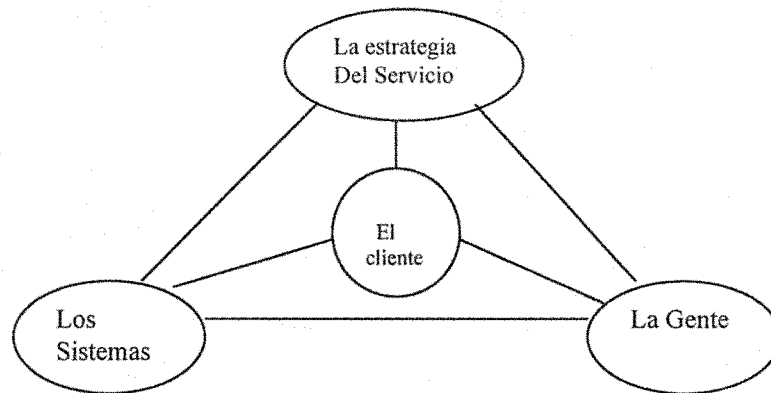 La estrategia
Del Servicio
El
cliente
Los
Sistemas
La Gente